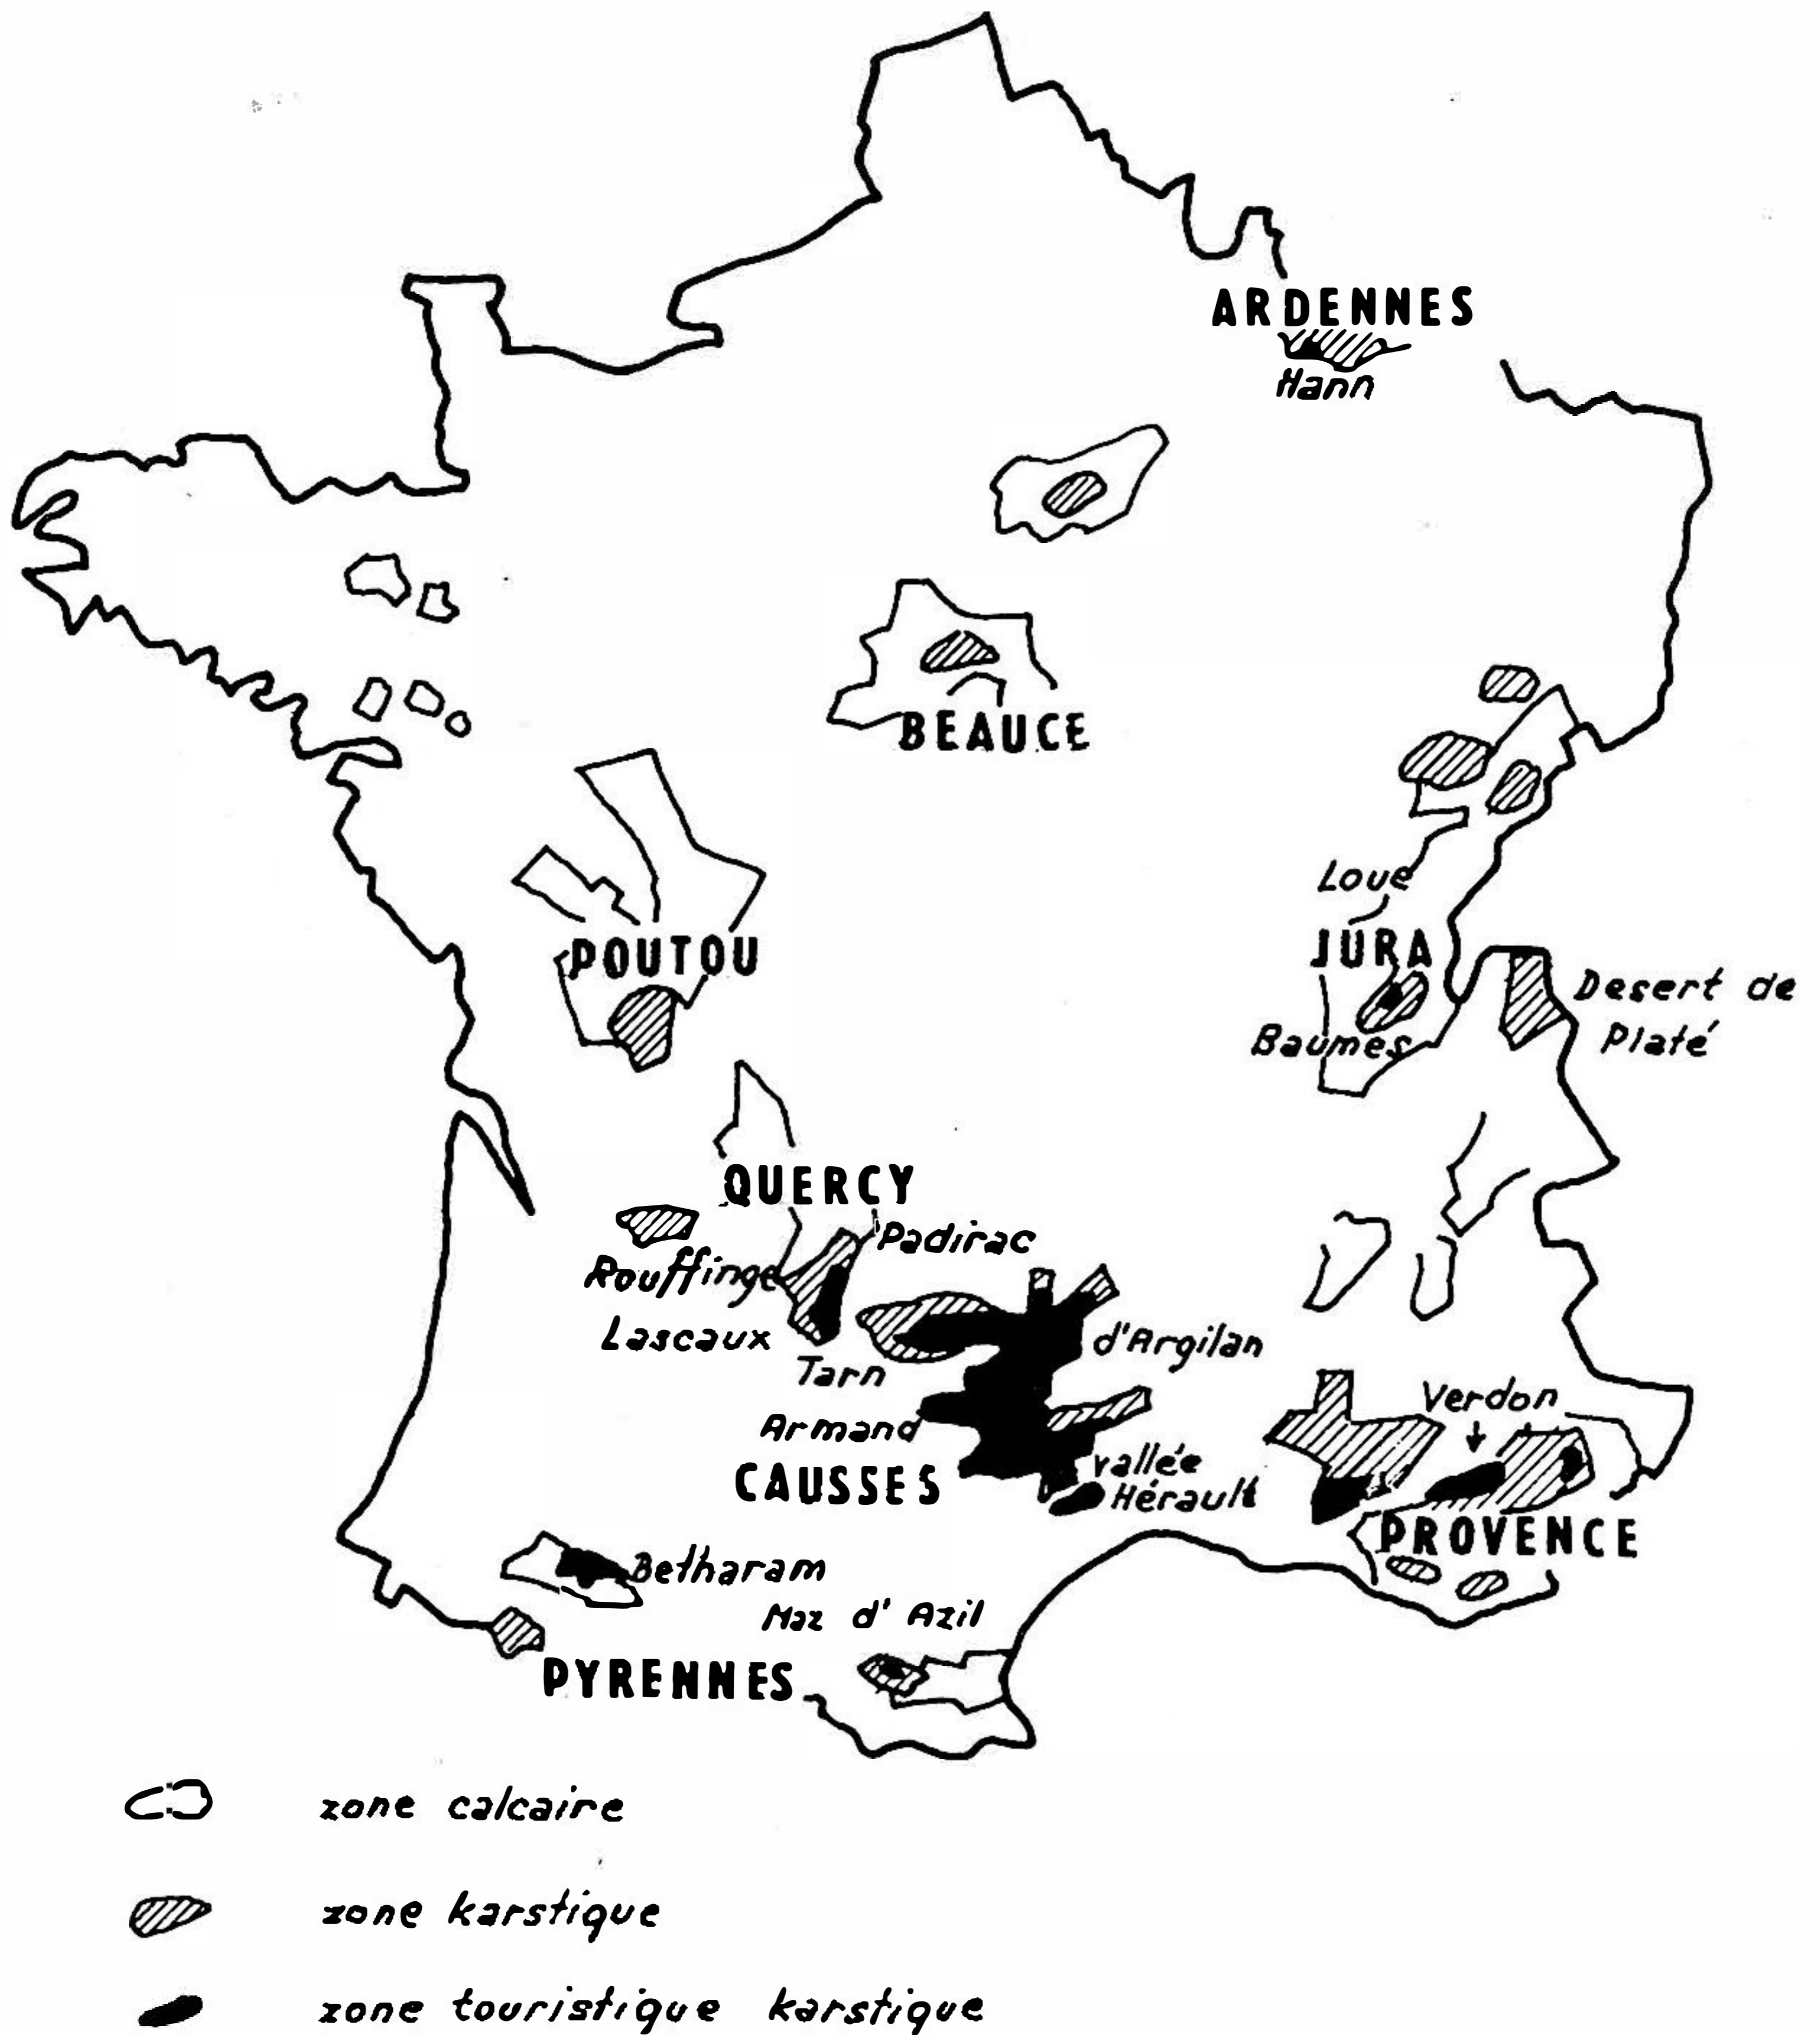 ARDENNES
Hann
BEAUCE
Loue
POUTOU
JURA
Desert de
Platé
Baumes
QUERCY
Padirac
Rouffinge
Lascaux
d'Argilan
Tarn
Verdon
Armand
vallée
CAUSSES
Hérault
PROVENCE
Betharam
Maz d' Azil
PYRENNES
zone calcaire
zone karstique
zone touristique karstique